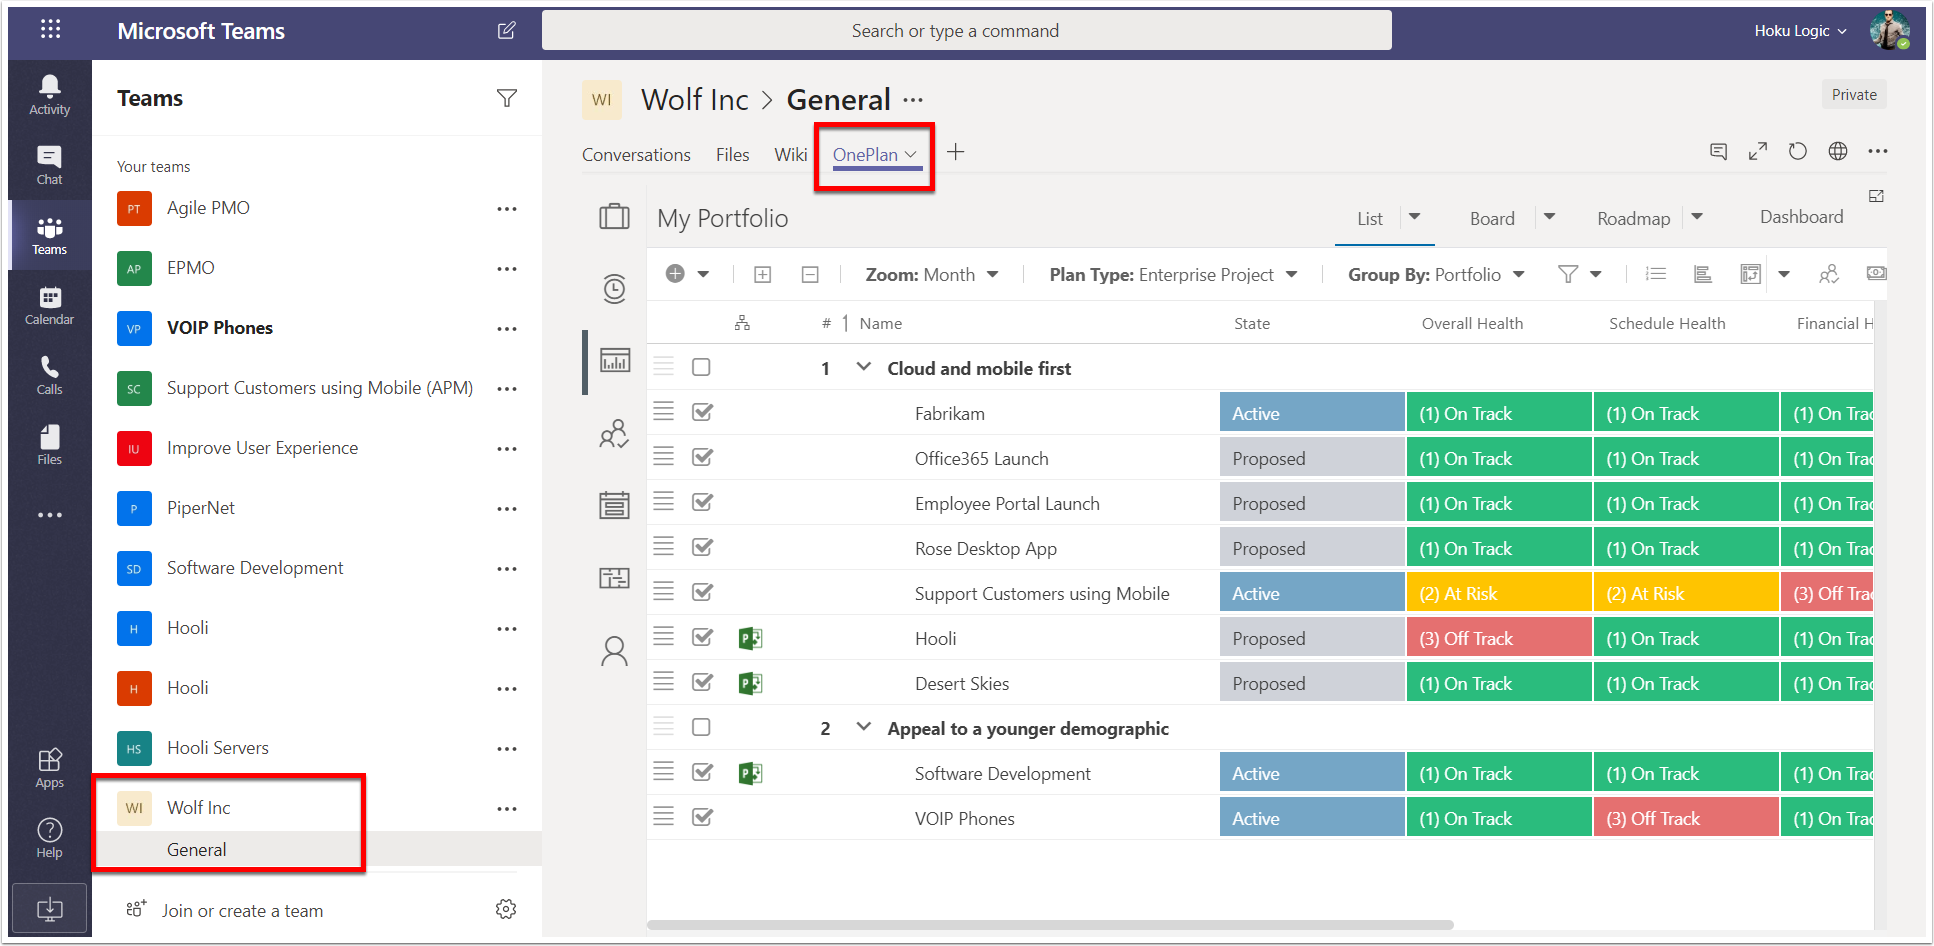 Microsoft Teams
Search or type a command
Hoku Logic
Activity
Chat
Teams
Calendar
Calls
Files
Apps
Help
Teams
Your teams
PT Agile PMO
AP EPMO
VP VOIP Phones
SC Support Customers using Mobile (APM)
IU Improve User Experience
P PiperNet
SD Software Development
H Hooli
H Hooli
HS Hooli Servers
WI Wolf Inc
General
Join or create a team
WI Wolf Inc > General ...
Private
Conversations Files Wiki OnePlan +
My Portfolio
List Board Roadmap Dashboard
Zoom: Month Plan Type: Enterprise Project Group By: Portfolio
# Name State Overall Health Schedule Health Financial H
1 Cloud and mobile first
Fabrikam Active (1) On Track (1) On Track (1) On Trac
Office365 Launch Proposed (1) On Track (1) On Track (1) On Trac
Employee Portal Launch Proposed (1) On Track (1) On Track (1) On Trac
Rose Desktop App Proposed (1) On Track (1) On Track (1) On Trac
Support Customers using Mobile Active (2) At Risk (2) At Risk (3) Off Trac
P Hooli Proposed (3) Off Track (1) On Track (1) On Trac
P Desert Skies Proposed (1) On Track (1) On Track (1) On Trac
2 Appeal to a younger demographic
P Software Development Active (1) On Track (1) On Track (1) On Trac
VOIP Phones Active (1) On Track (3) Off Track (1) On Trac